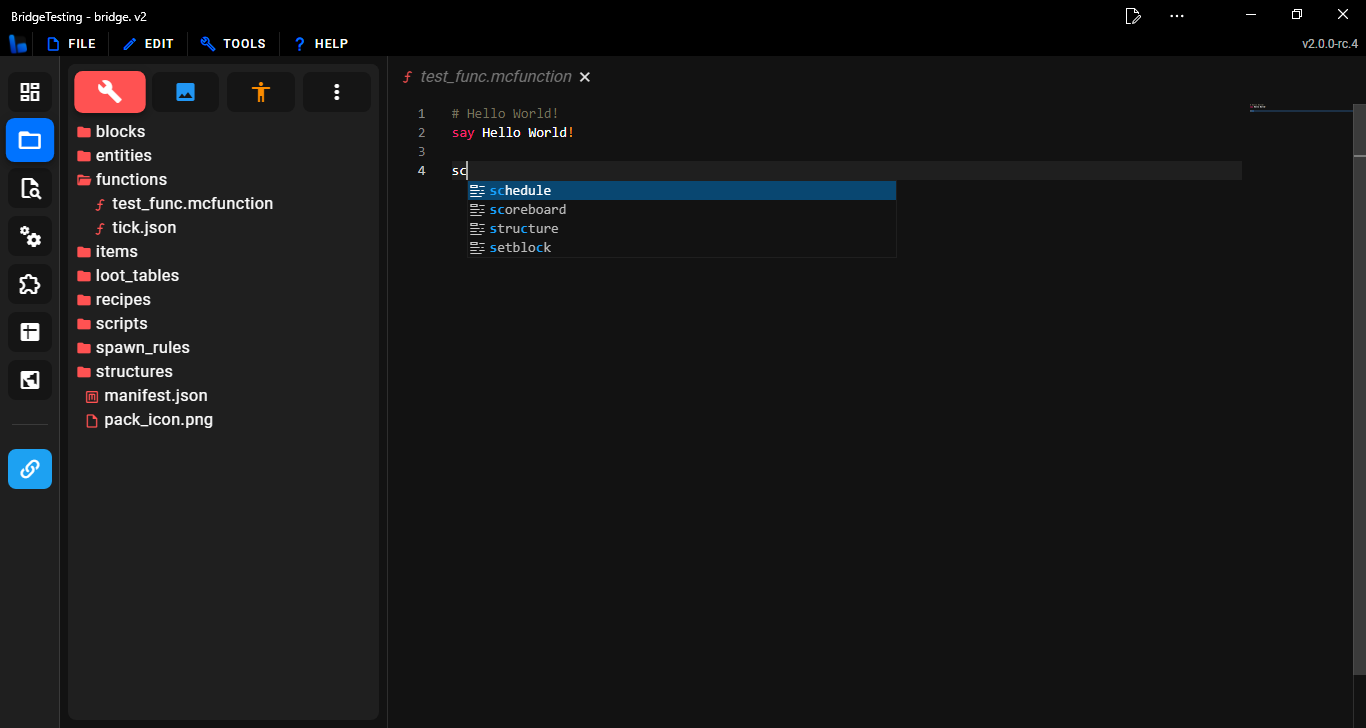 BridgeTesting - bridge. v2
FILE EDIT TOOLS ? HELP v2.0.0-rc.4
blocks
entities
functions
test_func.mcfunction
tick.json
items
loot_tables
recipes
scripts
spawn_rules
structures
manifest.json
pack_icon.png
test_func.mcfunction
1 # Hello World!
2 say Hello World!
3
4 sc
schedule
scoreboard
structure
setblock